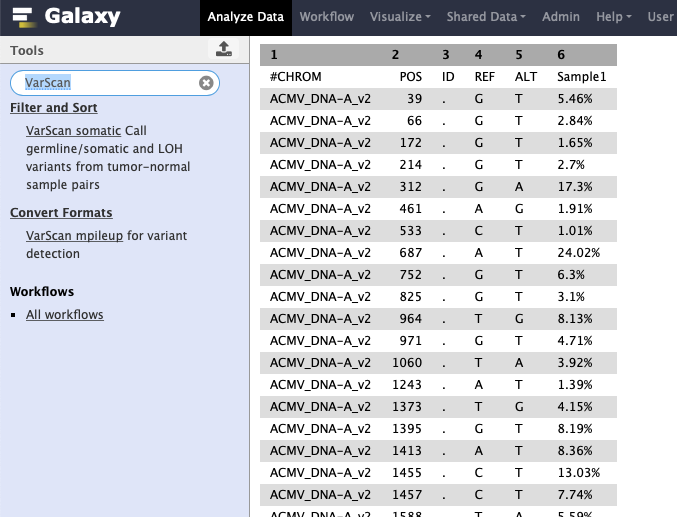 Galaxy
Analyze Data Workflow Visualize Shared Data Admin Help User
Tools
VarScan
Filter and Sort
VarScan somatic Call
germline/somatic and LOH
variants from tumor-normal
sample pairs
Convert Formats
VarScan mpileup for variant
detection
Workflows
All workflows
1 2 3 4 5 6
#CHROM POS ID REF ALT Sample1
ACMV_DNA-A_v2 39 . G T 5.46%
ACMV_DNA-A_v2 66 . G T 2.84%
ACMV_DNA-A_v2 172 . G T 1.65%
ACMV_DNA-A_v2 214 . G T 2.7%
ACMV_DNA-A_v2 312 . G A 17.3%
ACMV_DNA-A_v2 461 . A G 1.91%
ACMV_DNA-A_v2 533 . C T 1.01%
ACMV_DNA-A_v2 687 . A T 24.02%
ACMV_DNA-A_v2 752 . G T 6.3%
ACMV_DNA-A_v2 825 . G T 3.1%
ACMV_DNA-A_v2 964 . T G 8.13%
ACMV_DNA-A_v2 971 . G T 4.71%
ACMV_DNA-A_v2 1060 . T A 3.92%
ACMV_DNA-A_v2 1243 . A T 1.39%
ACMV_DNA-A_v2 1373 . T G 4.15%
ACMV_DNA-A_v2 1395 . G T 8.19%
ACMV_DNA-A_v2 1413 . A T 8.36%
ACMV_DNA-A_v2 1455 . C T 13.03%
ACMV_DNA-A_v2 1457 . C T 7.74%
ACMV_DNA-A_v2 1588 . T A 5.59%